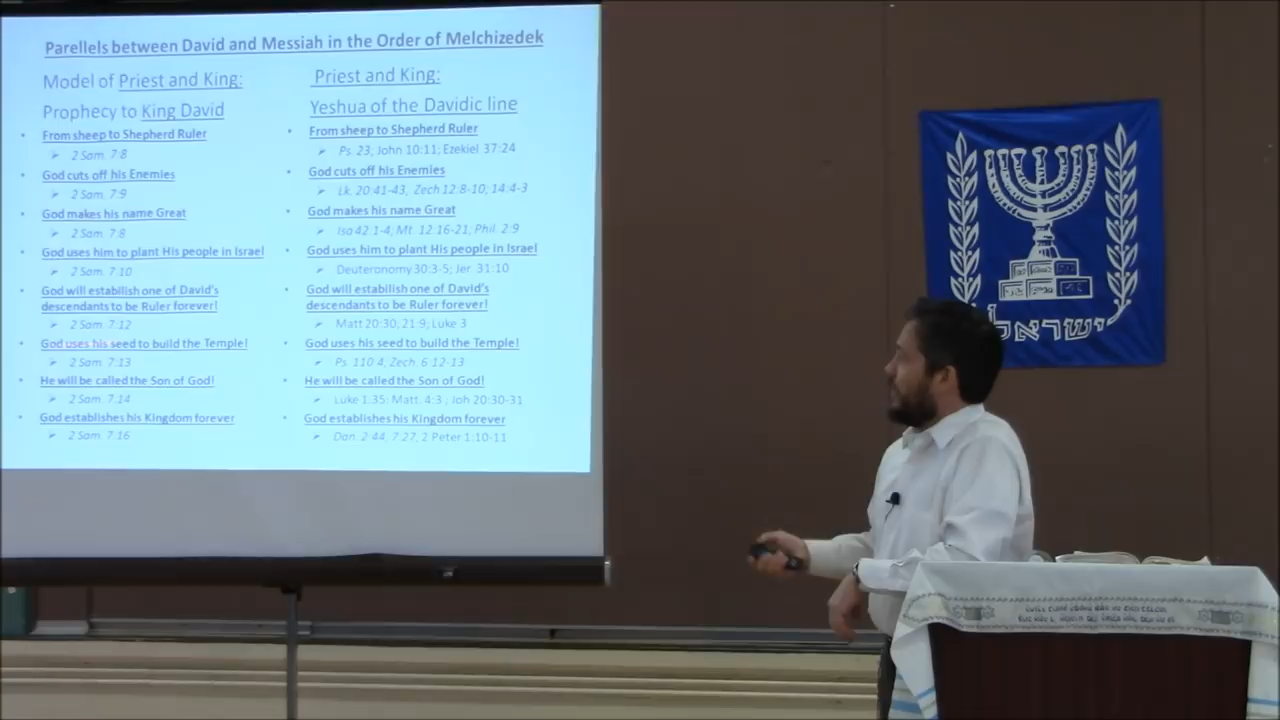 Parellels between David and Messiah in the Order of Melchizedek
Model of Priest and King:
Prophecy to King David
• From sheep to Shepherd Ruler
➢ 2 Sam. 7:8
• God cuts off his Enemies
➢ 2 Sam. 7:9
• God makes his name Great
➢ 2 Sam. 7:8
• God uses him to plant His people in Israel
➢ 2 Sam. 7:10
• God will establish one of David's
descendants to be Ruler forever!
➢ 2 Sam. 7:12
• God uses his seed to build the Temple!
➢ 2 Sam. 7:13
• He will be called the Son of God!
➢ 2 Sam. 7:14
• God establishes his Kingdom forever
➢ 2 Sam. 7:16
Priest and King:
Yeshua of the Davidic line
• From sheep to Shepherd Ruler
➢ Ps. 23; John 10:11; Ezekiel 37:24
• God cuts off his Enemies
➢ Lk. 20:41-43, Zech 12:8-10; 14:4-3
• God makes his name Great
➢ Isa 42:1-4; Mt. 12:16-21; Phil. 2:9
• God uses him to plant His people in Israel
➢ Deuteronomy 30:3-5; Jer. 31:10
• God will establish one of David's
descendants to be Ruler forever!
➢ Matt 20:30, 21:9; Luke 3
• God uses his seed to build the Temple!
➢ Ps. 110:4, Zech. 6:12-13
• He will be called the Son of God!
➢ Luke 1:35; Matt. 4:3; Joh 20:30-31
• God establishes his Kingdom forever
➢ Dan. 2:44, 7:27, 2 Peter 1:10-11
ישראל